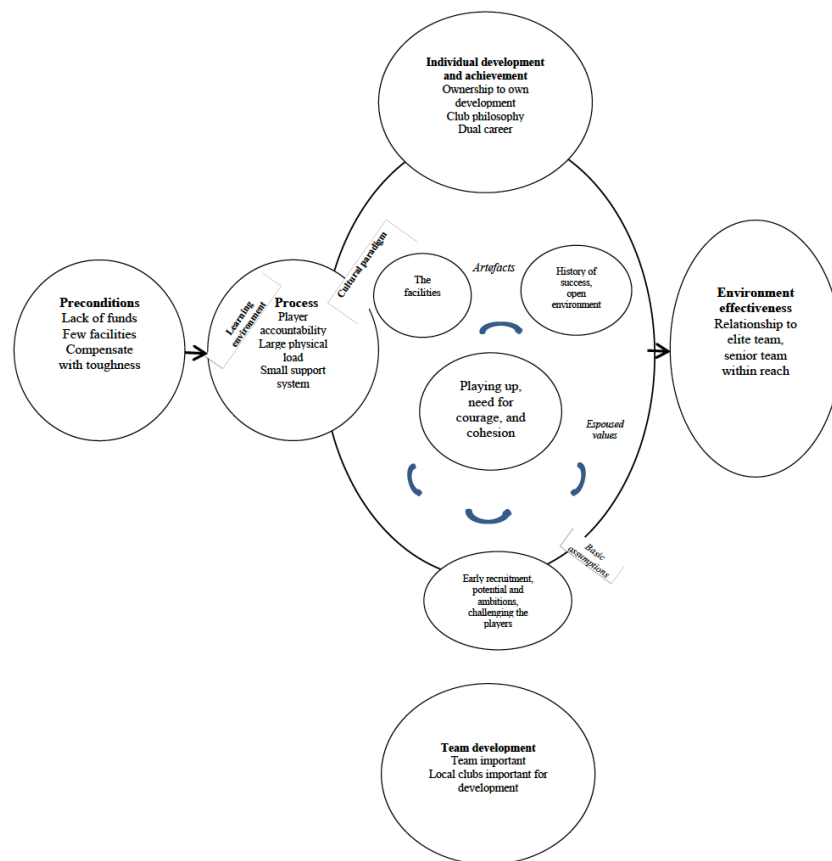 Individual development
and achievement
Ownership to own
development
Club philosophy
Dual career
Preconditions
Lack of funds
Few facilities
Compensate
with toughness
Learning
environment
Process
Player
accountability
Large physical
load
Small support
system
Cultural paradigm
The
facilities
Artefacts
History of
success,
open
environment
Playing up,
need for
courage, and
cohesion
Espoused
values
Basic
assumptions
Early recruitment,
potential and
ambitions,
challenging the
players
Environment
effectiveness
Relationship to
elite team,
senior team
within reach
Team development
Team important
Local clubs important for
development